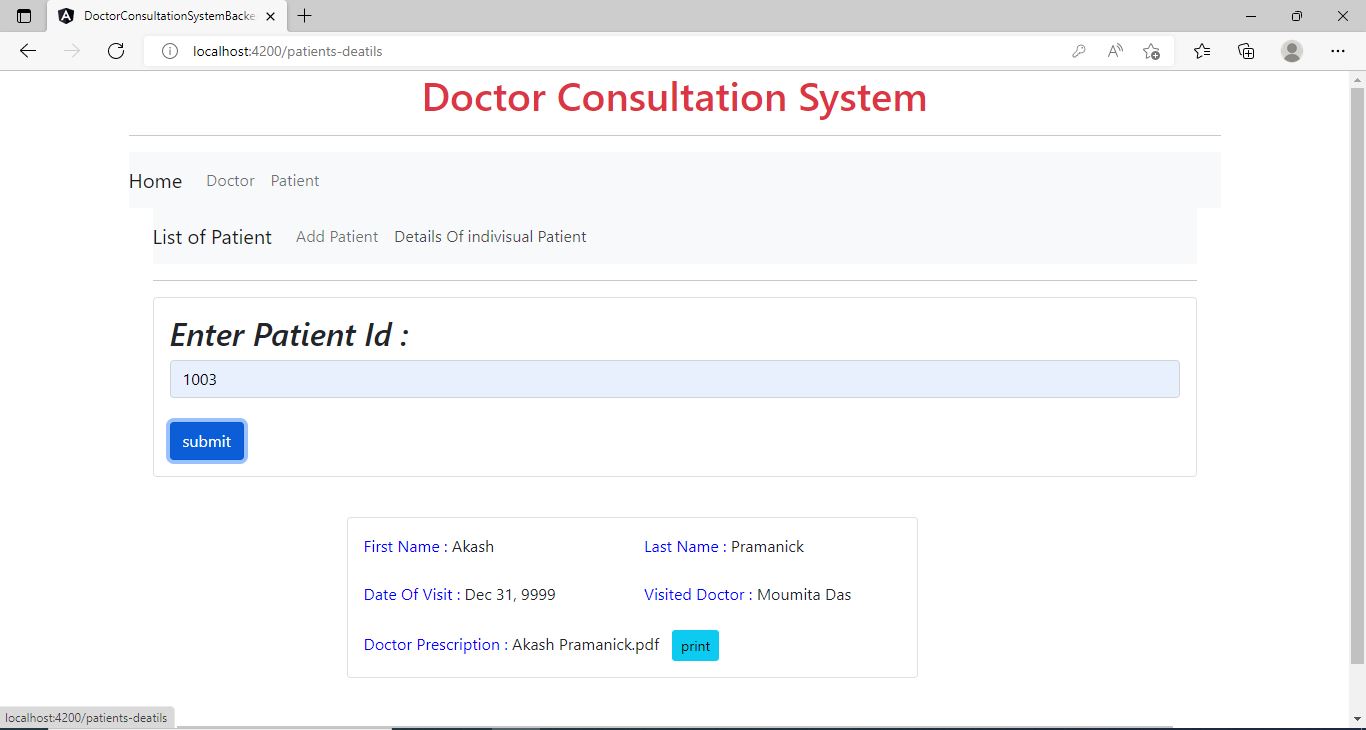 DoctorConsultationSystemBacke
localhost:4200/patients-deatils
Doctor Consultation System
Home Doctor Patient
List of Patient Add Patient Details Of indivisual Patient
Enter Patient Id :
1003
submit
First Name : Akash Last Name : Pramanick
Date Of Visit : Dec 31, 9999 Visited Doctor : Moumita Das
Doctor Prescription : Akash Pramanick.pdf print
localhost:4200/patients-deatils